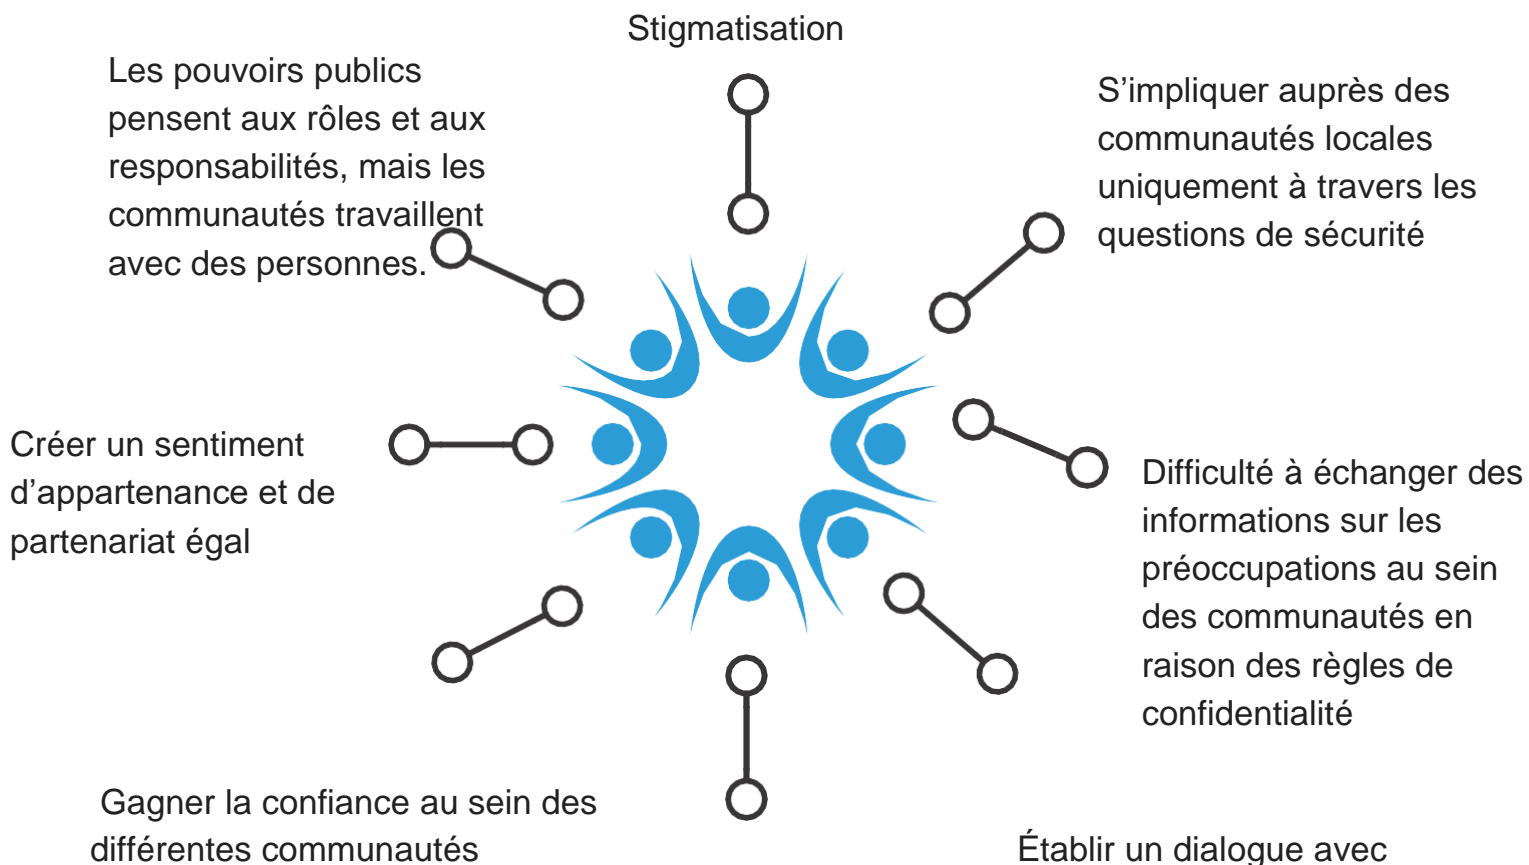 Stigmatisation
Les pouvoirs publics
pensent aux rôles et aux
responsabilités, mais les
communautés travaillent
avec des personnes.
S’impliquer auprès des
communautés locales
uniquement à travers les
questions de sécurité
Créer un sentiment
d’appartenance et de
partenariat égal
Difficulté à échanger des
informations sur les
préoccupations au sein
des communautés en
raison des règles de
confidentialité
Gagner la confiance au sein des
différentes communautés
Établir un dialogue avec